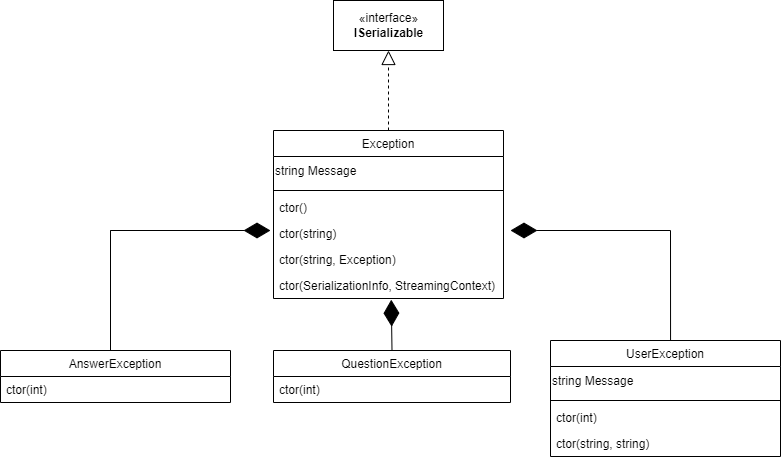 «interface»
ISerializable
Exception
string Message
ctor()
ctor(string)
ctor(string, Exception)
ctor(SerializationInfo, StreamingContext)
AnswerException
ctor(int)
QuestionException
ctor(int)
UserException
string Message
ctor(int)
ctor(string, string)